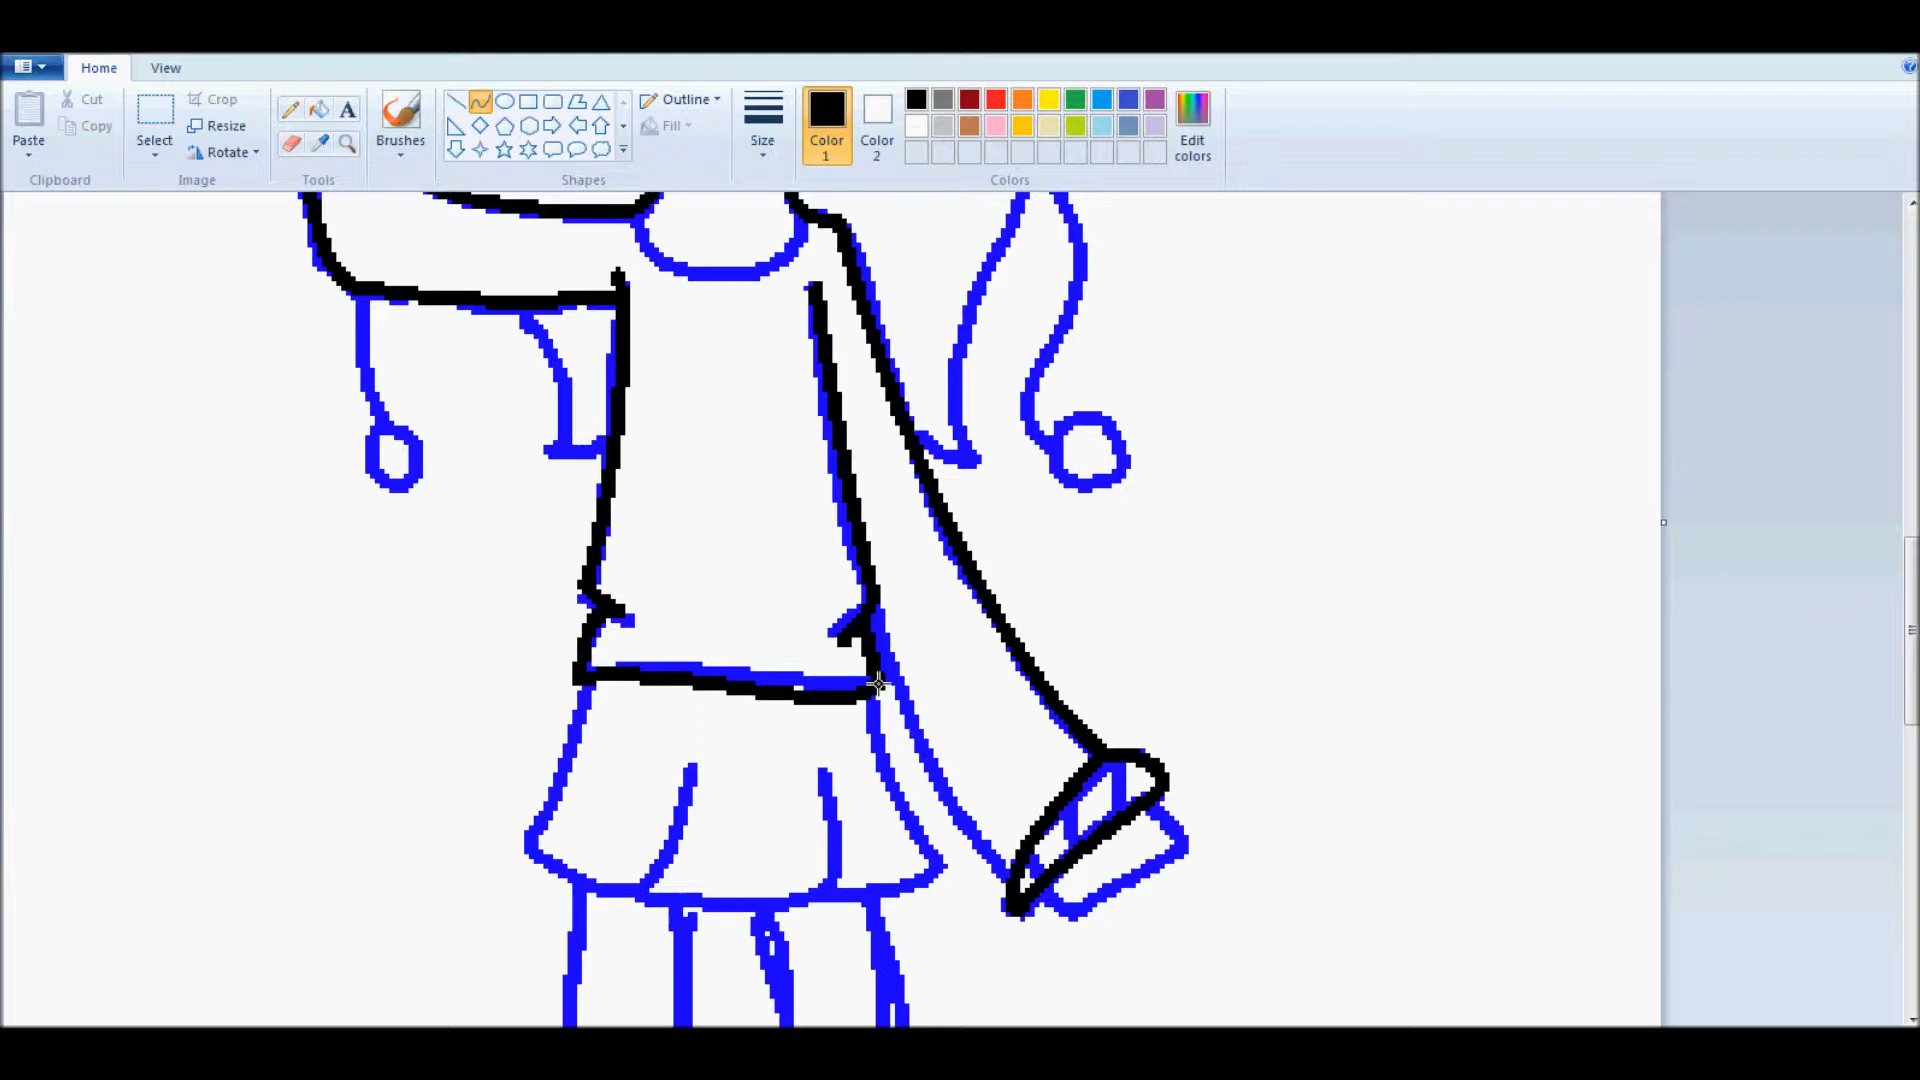 Home View
Paste
Cut
Copy
Clipboard
Select
Crop
Resize
Rotate
Image
A
Tools
Brushes
Outline
Fill
Shapes
Size
Color
1
Color
2
Edit
colors
Colors
?